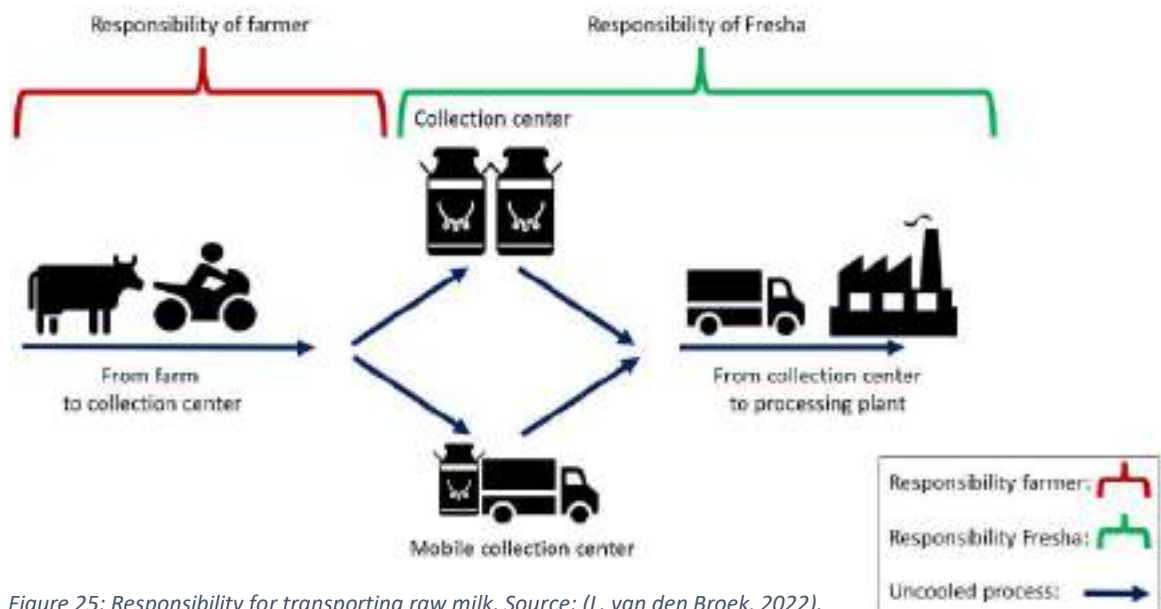 Responsibility of farmer
Responsibility of Fresha
Collection center
From farm
to collection center
From collection center
to processing plant
Mobile collection center
Responsibility farmer:
Responsibility Fresha:
Uncooled process:
Figure 25: Responsibility for transporting raw milk. Source: (L. van den Broek, 2022).